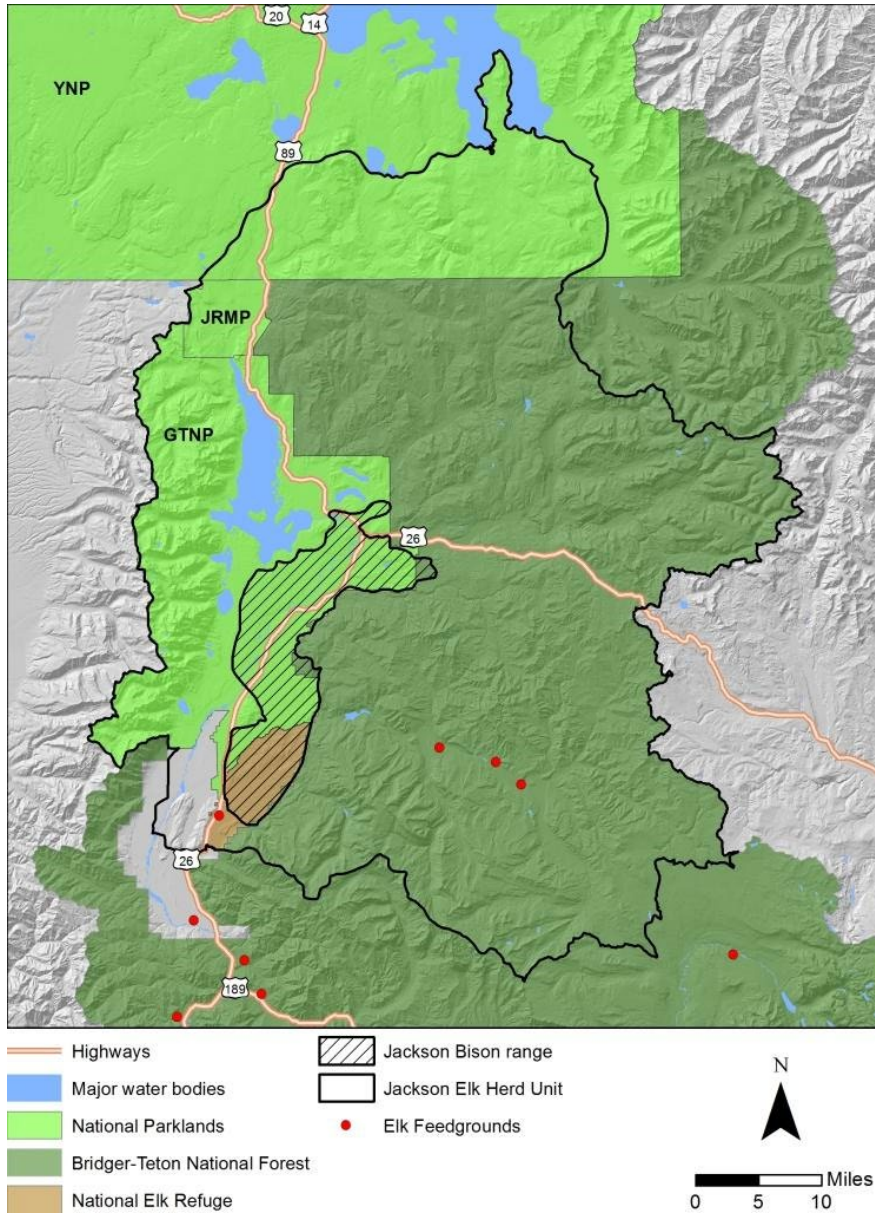 20
14
YNP
89
JRMP
GTNP
26
26
189
Highways
Major water bodies
National Parklands
Bridger-Teton National Forest
National Elk Refuge
Jackson Bison range
Jackson Elk Herd Unit
Elk Feedgrounds
N
Miles
0 5 10